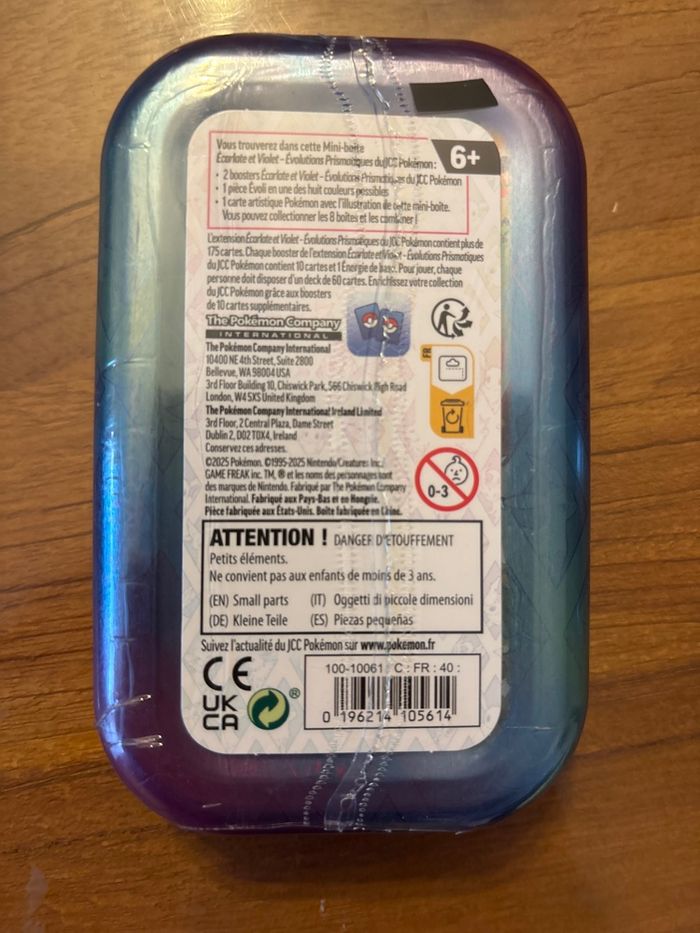 Vous trouverez dans cette Mini-boîte
Écarlate et Violet - Évolutions Prismatiques du JCC Pokémon :
6+
• 2 boosters Écarlate et Violet - Évolutions Prismatiques du JCC Pokémon
• 1 pièce Évoli en une des huit couleurs possibles
• 1 carte artistique Pokémon avec l'illustration de cette mini-boîte.
Vous pouvez collectionner les 8 boîtes et les combiner !
L'extension Écarlate et Violet - Évolutions Prismatiques du JCC Pokémon contient plus de
175 cartes. Chaque booster de l'extension Écarlate et Violet - Évolutions Prismatiques
du JCC Pokémon contient 10 cartes et 1 Énergie de base. Pour jouer, chaque
personne doit disposer d'un deck de 60 cartes. Enrichissez votre collection
du JCC Pokémon grâce aux boosters
de 10 cartes supplémentaires.
The Pokémon Company
INTERNATIONAL
The Pokémon Company International
10400 NE 4th Street, Suite 2800
Bellevue, WA 98004 USA
3rd Floor Building 10, Chiswick Park, 566 Chiswick High Road
London, W4 5XS United Kingdom
The Pokémon Company International Ireland Limited
3rd Floor, 2 Central Plaza, Dame Street
Dublin 2, D02 T0X4, Ireland
Conservez ces adresses.
©2025 Pokémon. ©1995-2025 Nintendo/Creatures Inc./
GAME FREAK inc. TM, ® et les noms des personnages sont
des marques de Nintendo. Fabriqué par The Pokémon Company
International. Fabriqué aux Pays-Bas et en Hongrie.
Pièce fabriquée aux États-Unis. Boîte fabriquée en Chine.
FR
0-3
ATTENTION ! DANGER D'ÉTOUFFEMENT
Petits éléments.
Ne convient pas aux enfants de moins de 3 ans.
(EN) Small parts (IT) Oggetti di piccole dimensioni
(DE) Kleine Teile (ES) Piezas pequeñas
Suivez l'actualité du JCC Pokémon sur www.pokemon.fr
CE
UK
CA
®
100-10061 : C : FR : 40 :
0 196214 105614